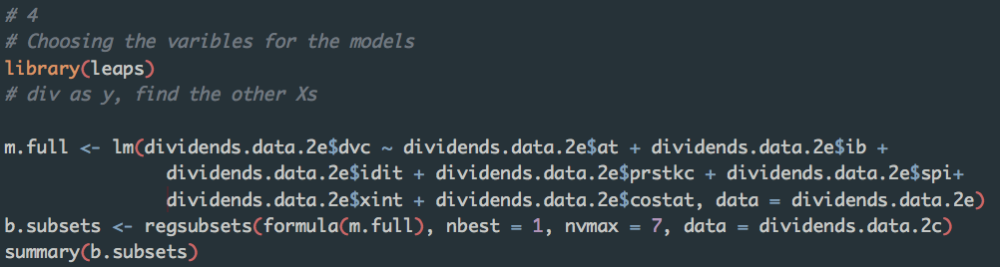 # 4
# Choosing the varibles for the models
library(leaps)
# div as y, find the other Xs
m.full <- lm(dividends.data.2e$dvc ~ dividends.data.2e$at + dividends.data.2e$ib +
dividends.data.2e$idit + dividends.data.2e$prstkc + dividends.data.2e$spi+
dividends.data.2e$xint + dividends.data.2e$costat, data = dividends.data.2e)
b.subsets <- regsubsets(formula(m.full), nbest = 1, nvmax = 7, data = dividends.data.2c)
summary(b.subsets)